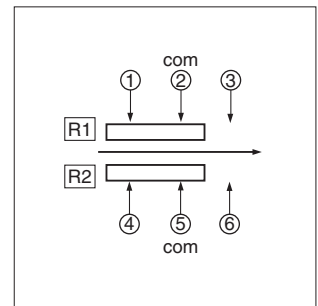 com
① ② ③
R1
R2
④ ⑤ ⑥
com